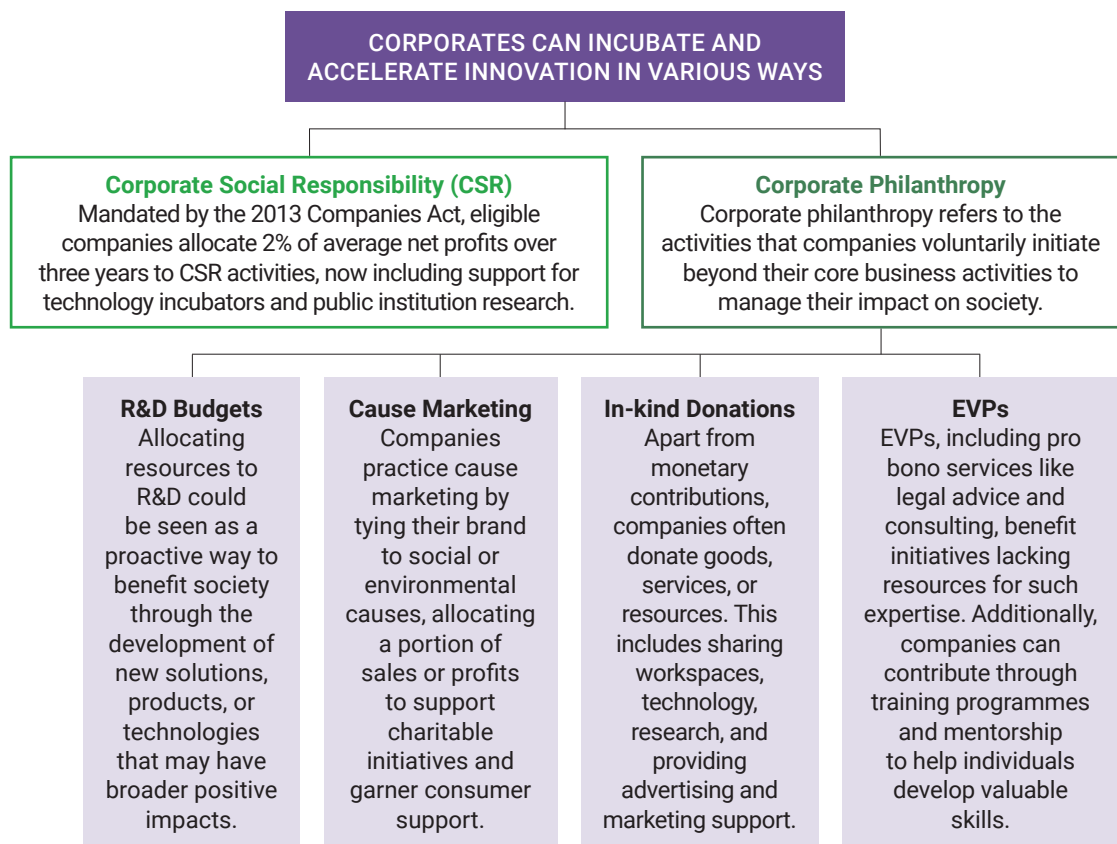 CORPORATES CAN INCUBATE AND
ACCELERATE INNOVATION IN VARIOUS WAYS
Corporate Social Responsibility (CSR)
Mandated by the 2013 Companies Act, eligible
companies allocate 2% of average net profits over
three years to CSR activities, now including support for
technology incubators and public institution research.
Corporate Philanthropy
Corporate philanthropy refers to the
activities that companies voluntarily initiate
beyond their core business activities to
manage their impact on society.
R&D Budgets
Allocating
resources to
R&D could
be seen as a
proactive way to
benefit society
through the
development of
new solutions,
products, or
technologies
that may have
broader positive
impacts.
Cause Marketing
Companies
practice cause
marketing by
tying their brand
to social or
environmental
causes, allocating
a portion of
sales or profits
to support
charitable
initiatives and
garner consumer
support.
In-kind Donations
Apart from
monetary
contributions,
companies often
donate goods,
services, or
resources. This
includes sharing
workspaces,
technology,
research, and
providing
advertising and
marketing support.
EVPs
EVPs, including pro
bono services like
legal advice and
consulting, benefit
initiatives lacking
resources for such
expertise. Additionally,
companies can
contribute through
training programmes
and mentorship
to help individuals
develop valuable
skills.